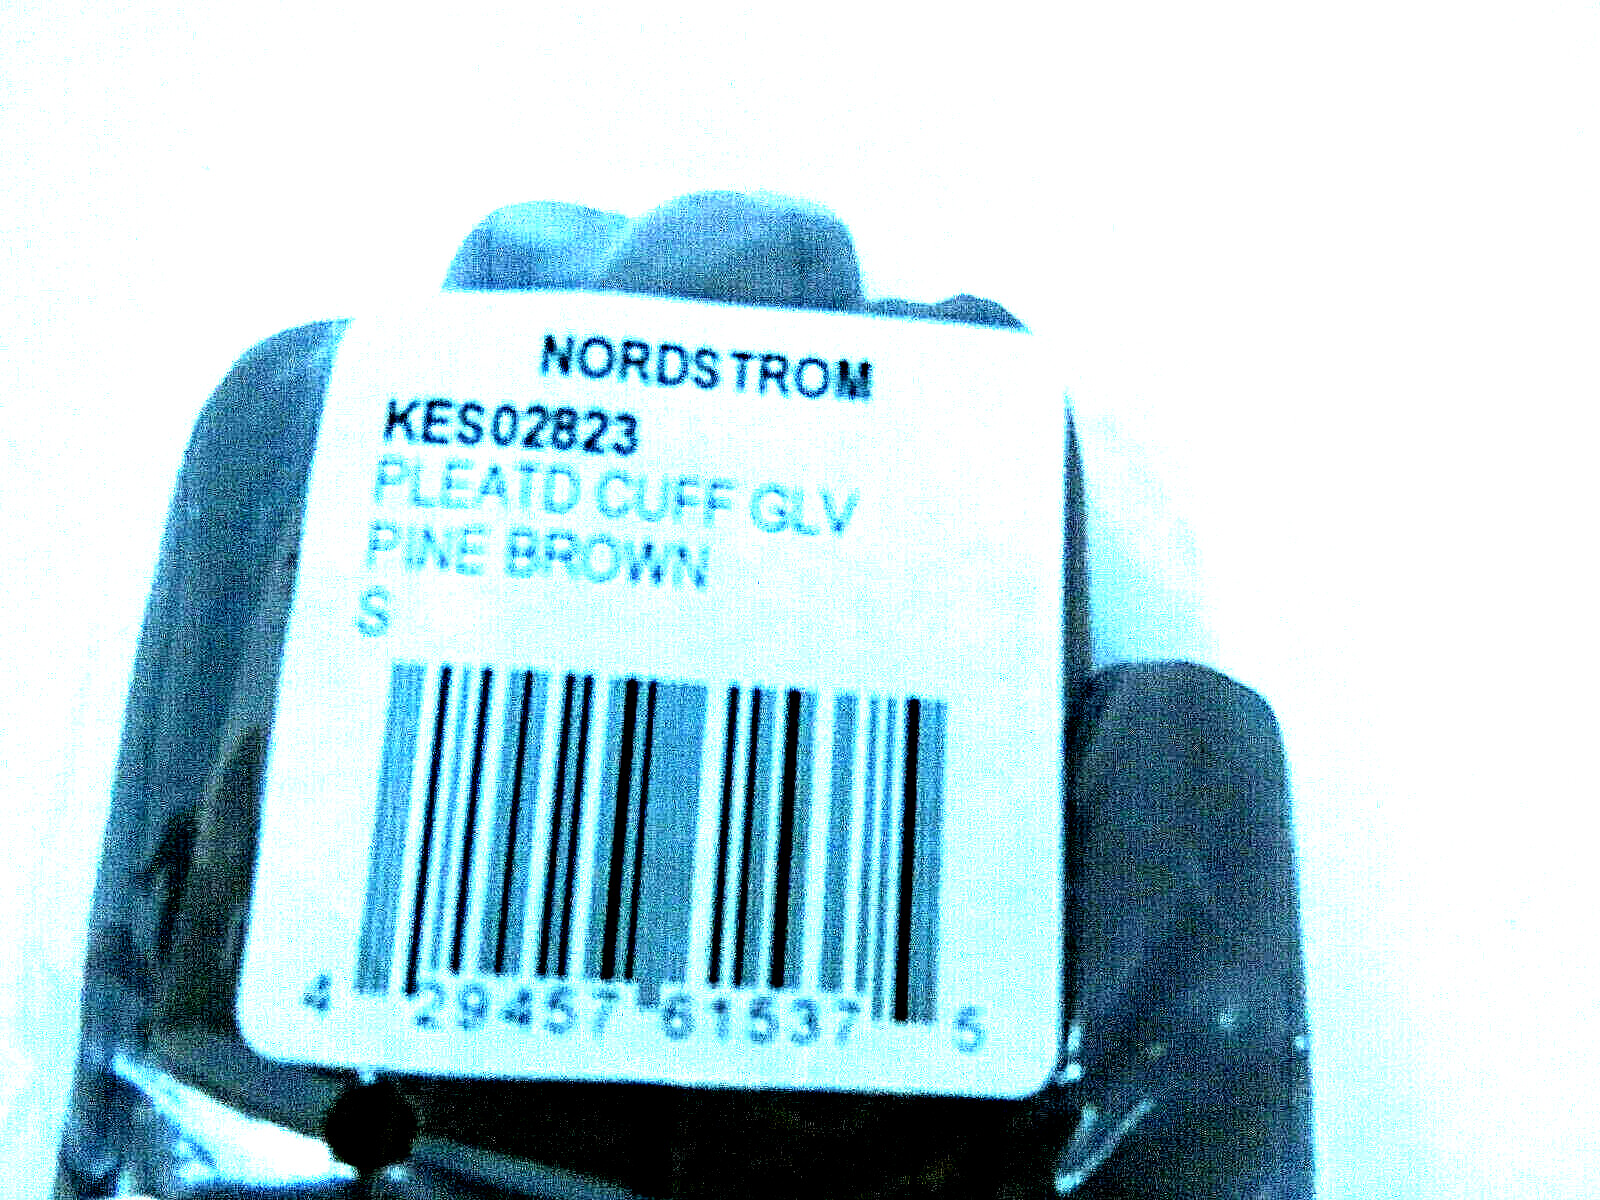 NORDSTROM
KES02823
PLEATD CUFF GLV
PINE BROWN
S
4 29457 61537 5